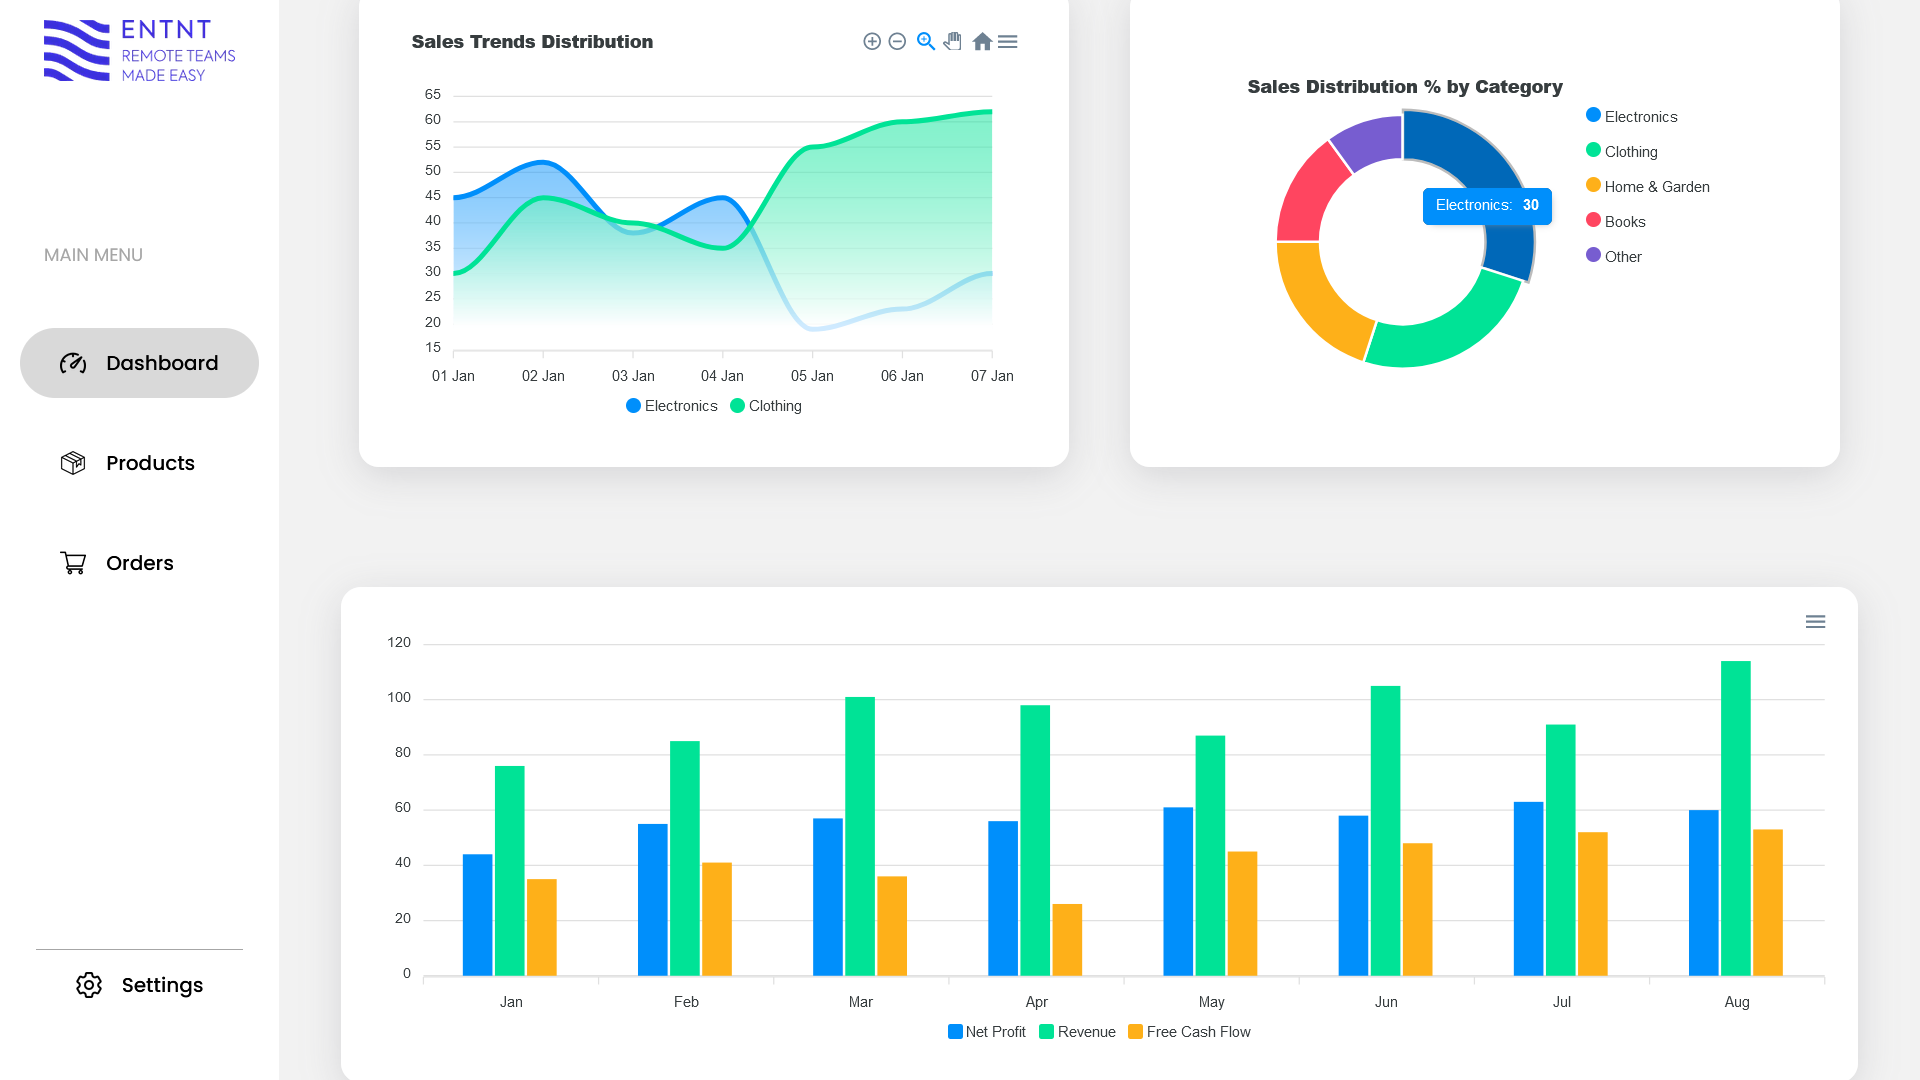 ENTNT
REMOTE TEAMS
MADE EASY
MAIN MENU
Dashboard
Products
Orders
Settings
Sales Trends Distribution
65
60
55
50
45
40
35
30
25
20
15
01 Jan 02 Jan 03 Jan 04 Jan 05 Jan 06 Jan 07 Jan
Electronics Clothing
Sales Distribution % by Category
Electronics
Clothing
Home & Garden
Books
Other
Electronics: 30
120
100
80
60
40
20
0
Jan Feb Mar Apr May Jun Jul Aug
Net Profit Revenue Free Cash Flow